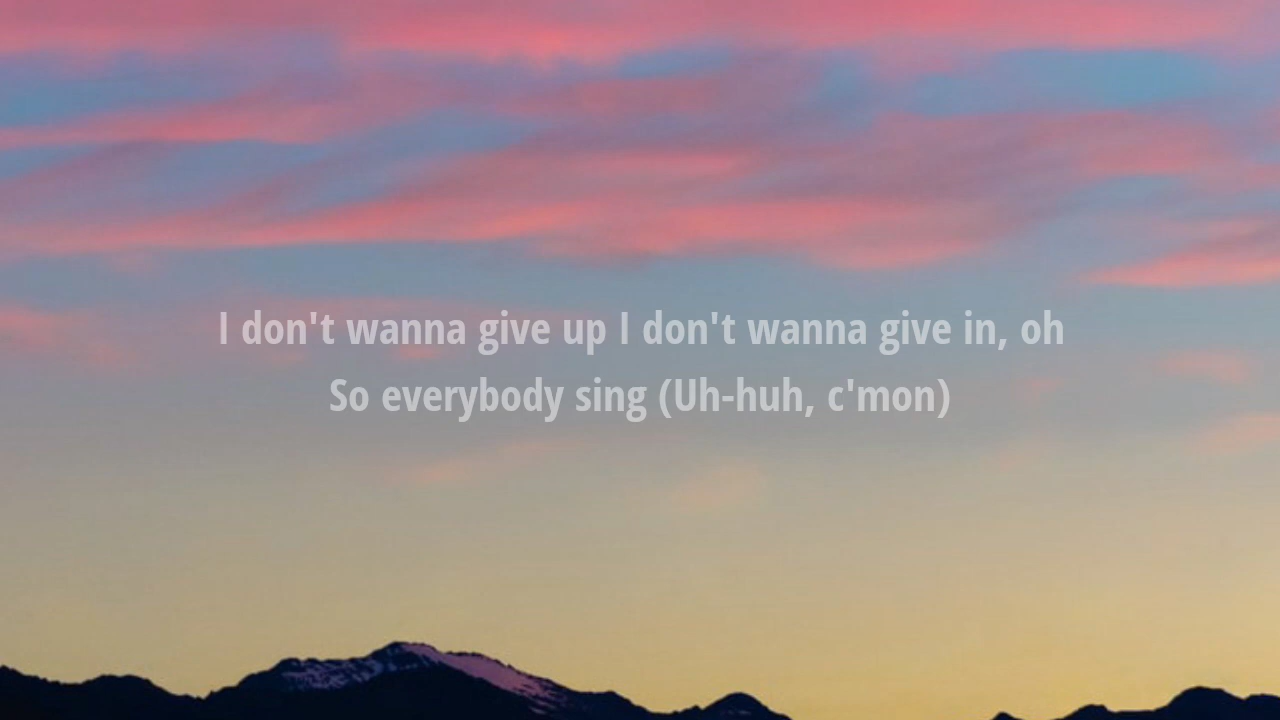 I don't wanna give up I don't wanna give in, oh
So everybody sing (Uh-huh, c'mon)